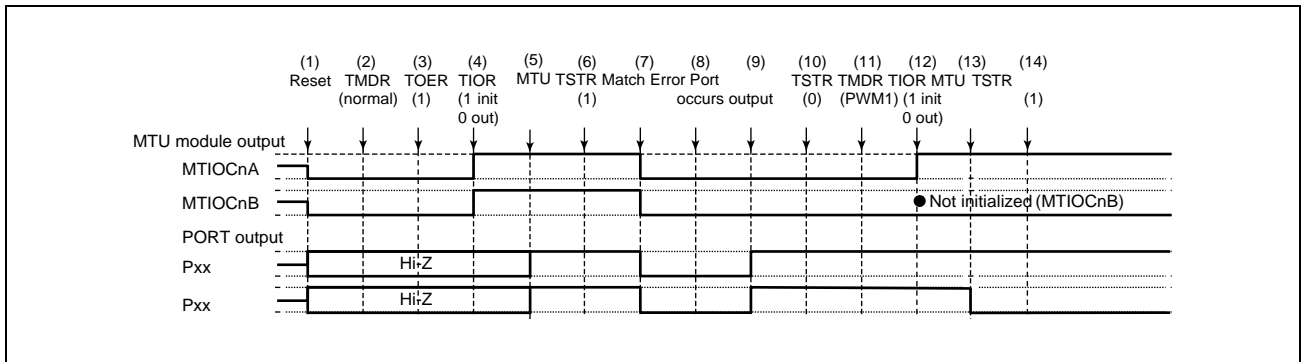 (1) (2) (3) (4) (5) (6) (7) (8) (9) (10) (11) (12) (13) (14)
Reset TMDR TOER TIOR MTU TSTR Match Error Port TSTR TMDR TIOR MTU TSTR
(normal) (1) (1 init (1) occurs output (0) (PWM1) (1 init (1)
0 out) 0 out)
MTU module output
MTIOCnA
MTIOCnB Not initialized (MTIOCnB)
PORT output
Pxx Hi-Z
Pxx Hi-Z